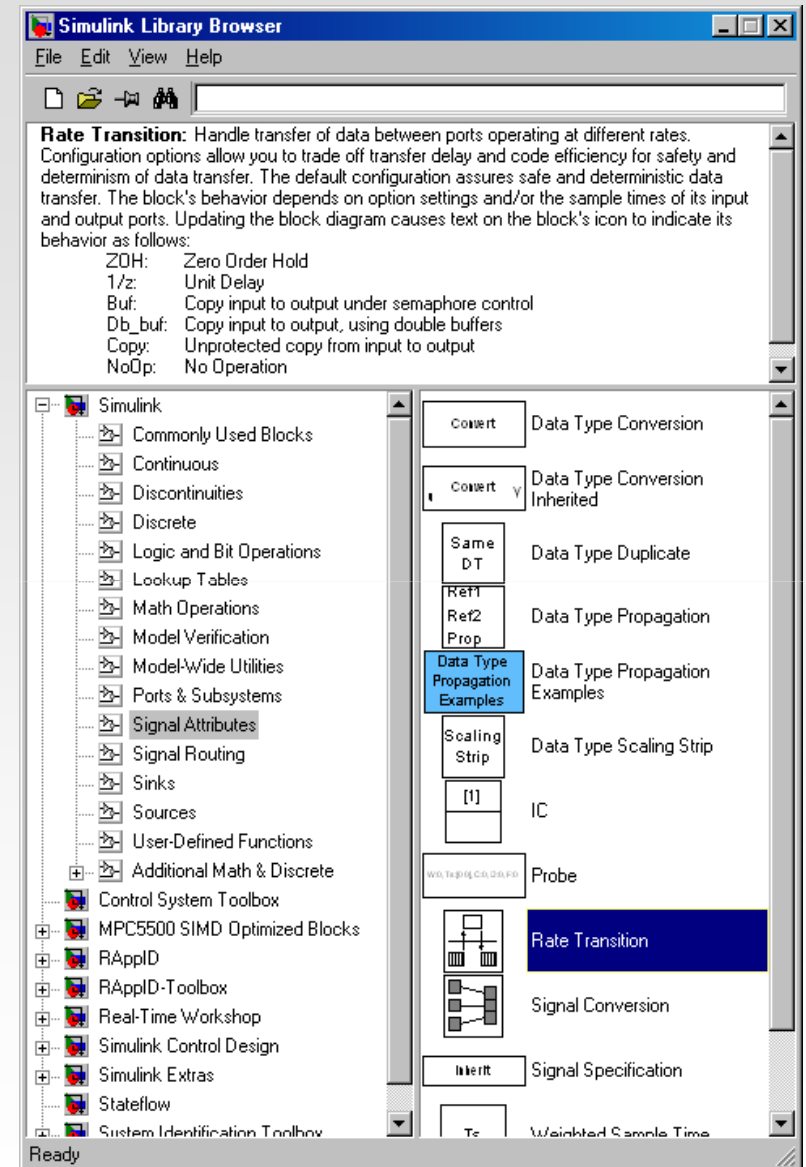 Simulink Library Browser
File Edit View Help
Rate Transition: Handle transfer of data between ports operating at different rates.
Configuration options allow you to trade off transfer delay and code efficiency for safety and
determinism of data transfer. The default configuration assures safe and deterministic data
transfer. The block's behavior depends on option settings and/or the sample times of its input
and output ports. Updating the block diagram causes text on the block's icon to indicate its
behavior as follows:
ZOH: Zero Order Hold
1/z: Unit Delay
Buf: Copy input to output under semaphore control
Db_buf: Copy input to output, using double buffers
Copy: Unprotected copy from input to output
NoOp: No Operation
Simulink
Commonly Used Blocks
Continuous
Discontinuities
Discrete
Logic and Bit Operations
Lookup Tables
Math Operations
Model Verification
Model-Wide Utilities
Ports & Subsystems
Signal Attributes
Signal Routing
Sinks
Sources
User-Defined Functions
Additional Math & Discrete
Control System Toolbox
MPC5500 SIMD Optimized Blocks
RAppID
RAppID-Toolbox
Real-Time Workshop
Simulink Control Design
Simulink Extras
Stateflow
System Identification Toolbox
Convert Data Type Conversion
Convert y Data Type Conversion
Inherited
Same
DT Data Type Duplicate
Ref1
Ref2 Data Type Propagation
Prop
Data Type
Propagation
Examples
Data Type Propagation
Examples
Scaling
Strip Data Type Scaling Strip
[1]
IC
Probe
Rate Transition
Signal Conversion
Inherit Signal Specification
Ts Weighted Sample Time
Ready